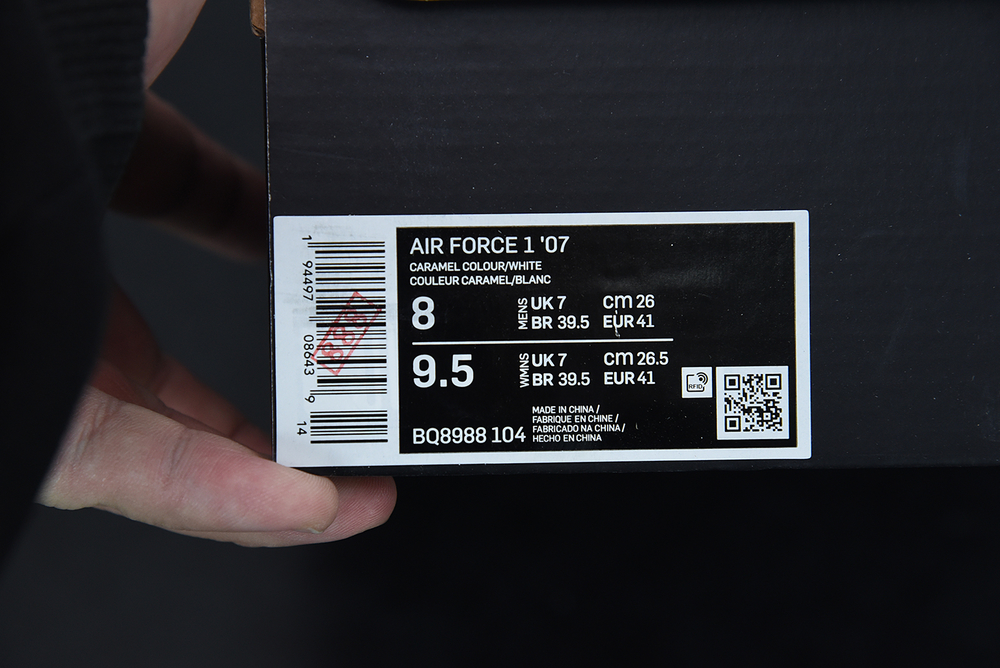 AIR FORCE 1 '07
CARAMEL COLOUR/WHITE
COULEUR CARAMEL/BLANC
8 MENS UK 7 cm 26
BR 39.5 EUR 41
9.5 WMNS UK 7 cm 26.5
BR 39.5 EUR 41
RFID
MADE IN CHINA /
FABRIQUE EN CHINE /
FABRICADO NA CHINA /
BQ8988 104 HECHO EN CHINA
1 94497 08643 9
14
888